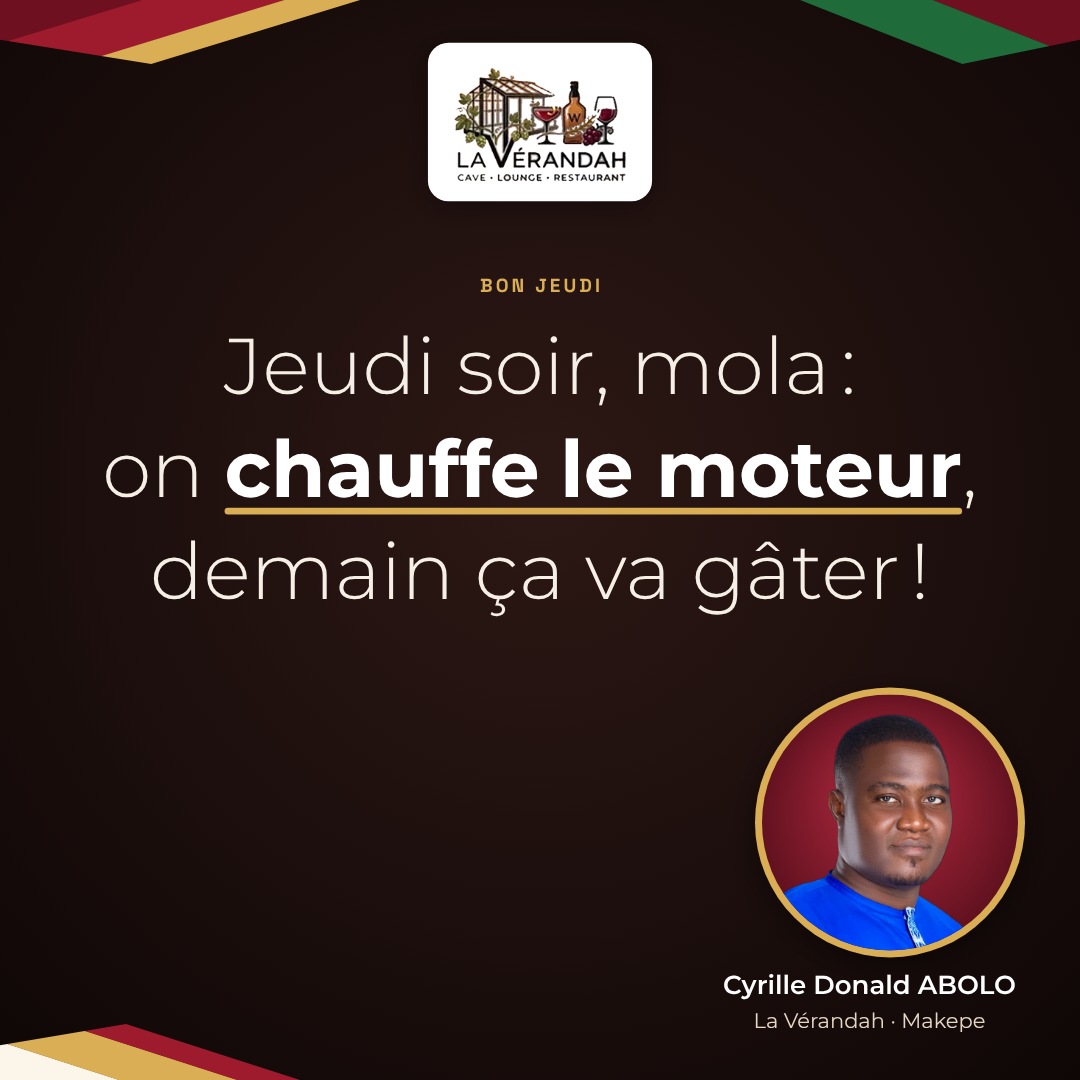 LA VÉRANDAH
CAVE • LOUNGE • RESTAURANT
W
BON JEUDI
Jeudi soir, mola :
on chauffe le moteur,
demain ça va gâter !
Cyrille Donald ABOLO
La Vérandah · Makepe